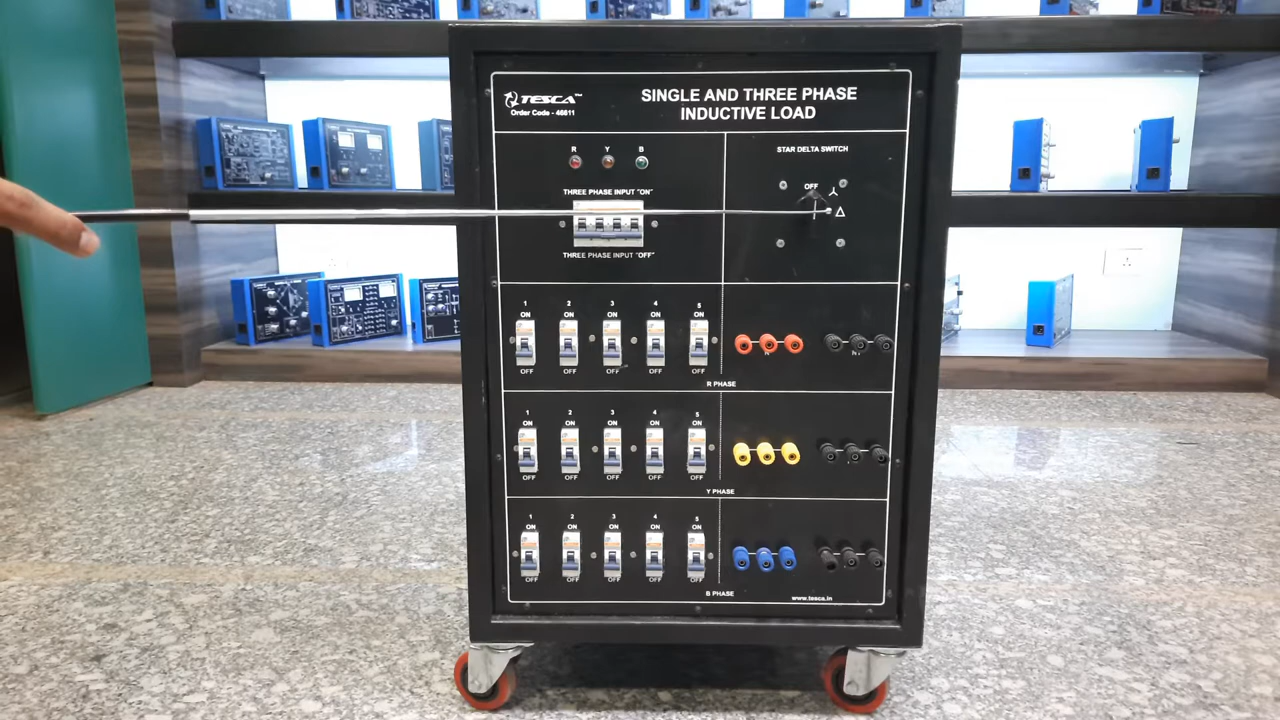 TESCA™
Order Code - 46611
SINGLE AND THREE PHASE
INDUCTIVE LOAD
R Y B
THREE PHASE INPUT "ON"
THREE PHASE INPUT "OFF"
STAR DELTA SWITCH
OFF
1 2 3 4 5
ON ON ON ON ON
OFF OFF OFF OFF OFF
R PHASE
1 2 3 4 5
ON ON ON ON ON
OFF OFF OFF OFF OFF
Y PHASE
1 2 3 4 5
ON ON ON ON ON
OFF OFF OFF OFF OFF
B PHASE
www.tesca.in